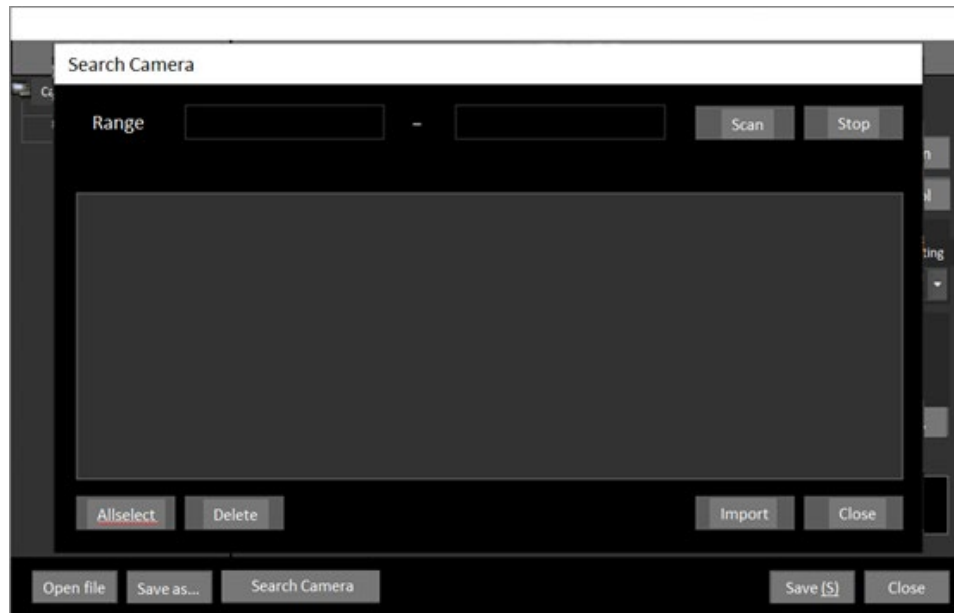 Search Camera
Range – Scan Stop
Allselect Delete Import Close
Open file Save as... Search Camera Save (S) Close